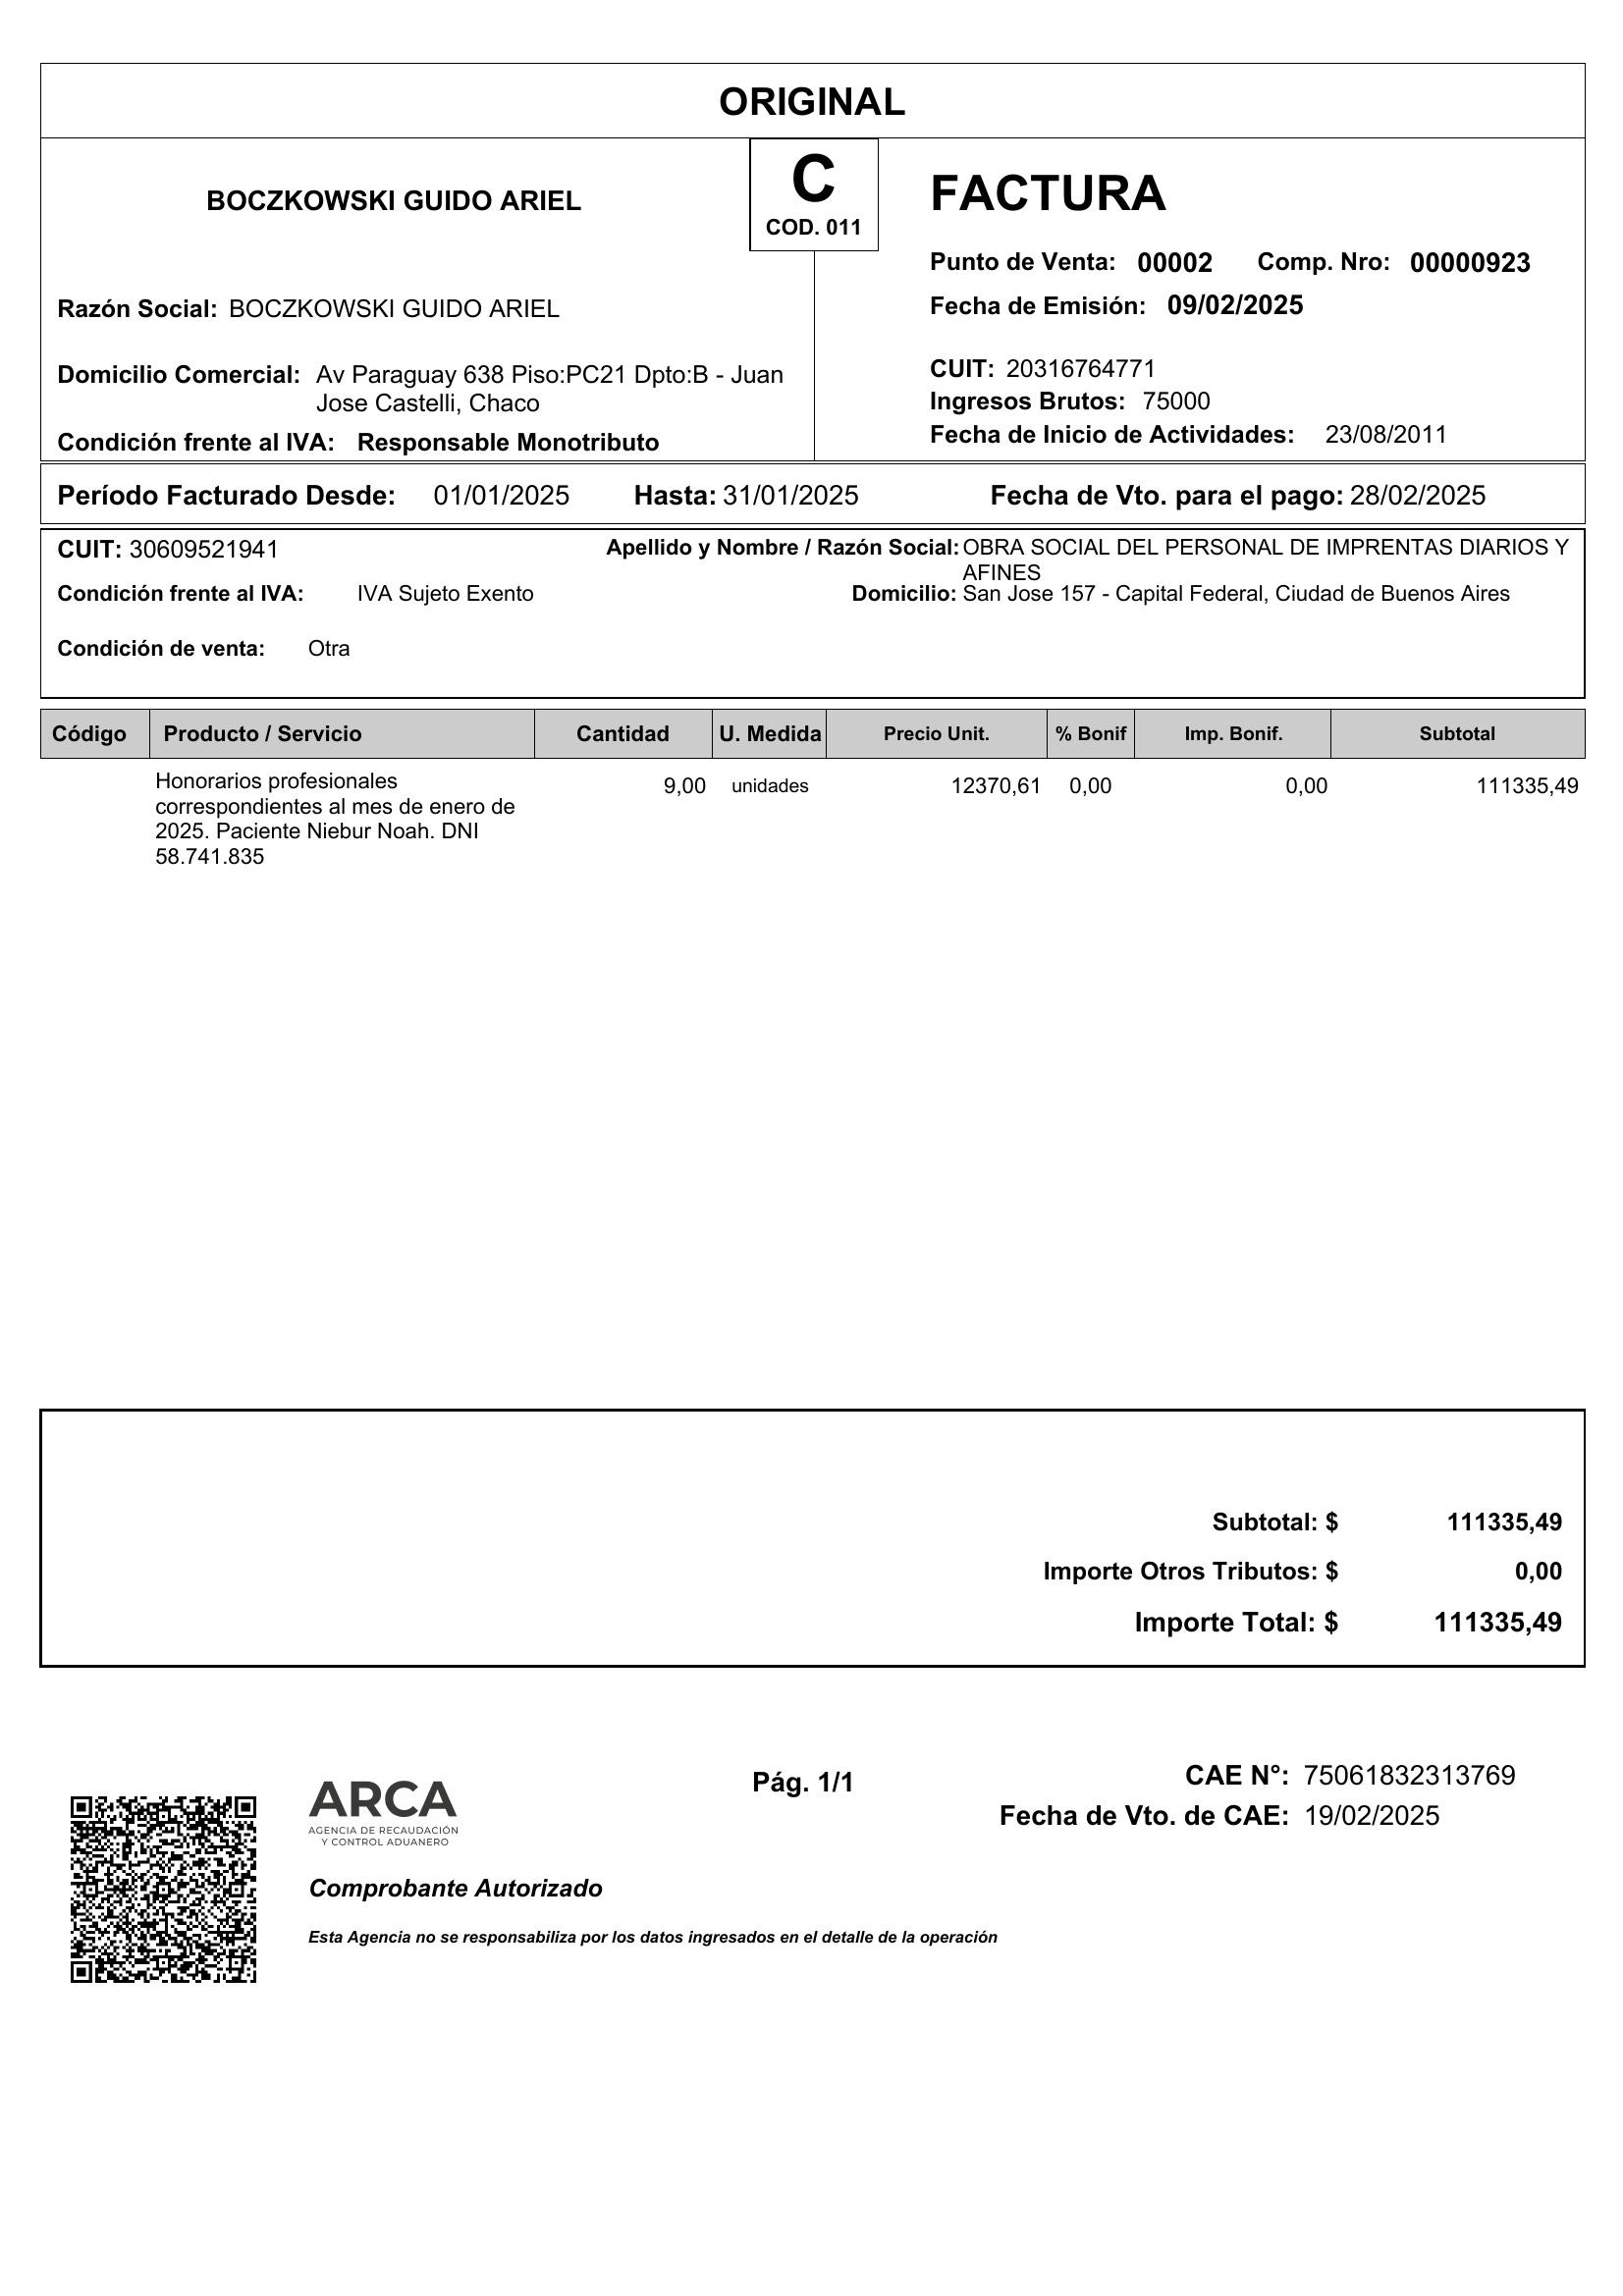 ORIGINAL
BOCZKOWSKI GUIDO ARIEL
C
COD. 011
FACTURA
Punto de Venta: 00002 Comp. Nro: 00000923
Fecha de Emisión: 09/02/2025
Razón Social: BOCZKOWSKI GUIDO ARIEL
Domicilio Comercial: Av Paraguay 638 Piso:PC21 Dpto:B - Juan
Jose Castelli, Chaco
Condición frente al IVA: Responsable Monotributo
CUIT: 20316764771
Ingresos Brutos: 75000
Fecha de Inicio de Actividades: 23/08/2011
Período Facturado Desde: 01/01/2025 Hasta: 31/01/2025 Fecha de Vto. para el pago: 28/02/2025
CUIT: 30609521941 Apellido y Nombre / Razón Social: OBRA SOCIAL DEL PERSONAL DE IMPRENTAS DIARIOS Y
AFINES
Condición frente al IVA: IVA Sujeto Exento Domicilio: San Jose 157 - Capital Federal, Ciudad de Buenos Aires
Condición de venta: Otra
Código Producto / Servicio Cantidad U. Medida Precio Unit. % Bonif Imp. Bonif. Subtotal
Honorarios profesionales 9,00 unidades 12370,61 0,00 0,00 111335,49
correspondientes al mes de enero de
2025. Paciente Niebur Noah. DNI
58.741.835
Subtotal: $ 111335,49
Importe Otros Tributos: $ 0,00
Importe Total: $ 111335,49
ARCA
AGENCIA DE RECAUDACIÓN
Y CONTROL ADUANERO
Pág. 1/1
CAE N°: 75061832313769
Fecha de Vto. de CAE: 19/02/2025
Comprobante Autorizado
Esta Agencia no se responsabiliza por los datos ingresados en el detalle de la operación